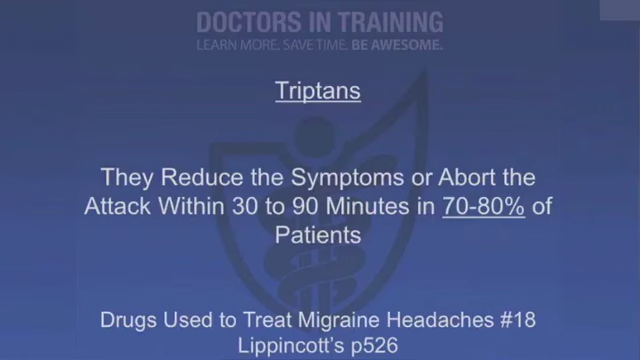 DOCTORS IN TRAINING
LEARN MORE. SAVE TIME. BE AWESOME.
Triptans
They Reduce the Symptoms or Abort the
Attack Within 30 to 90 Minutes in 70-80% of
Patients
Drugs Used to Treat Migraine Headaches #18
Lippincott's p526